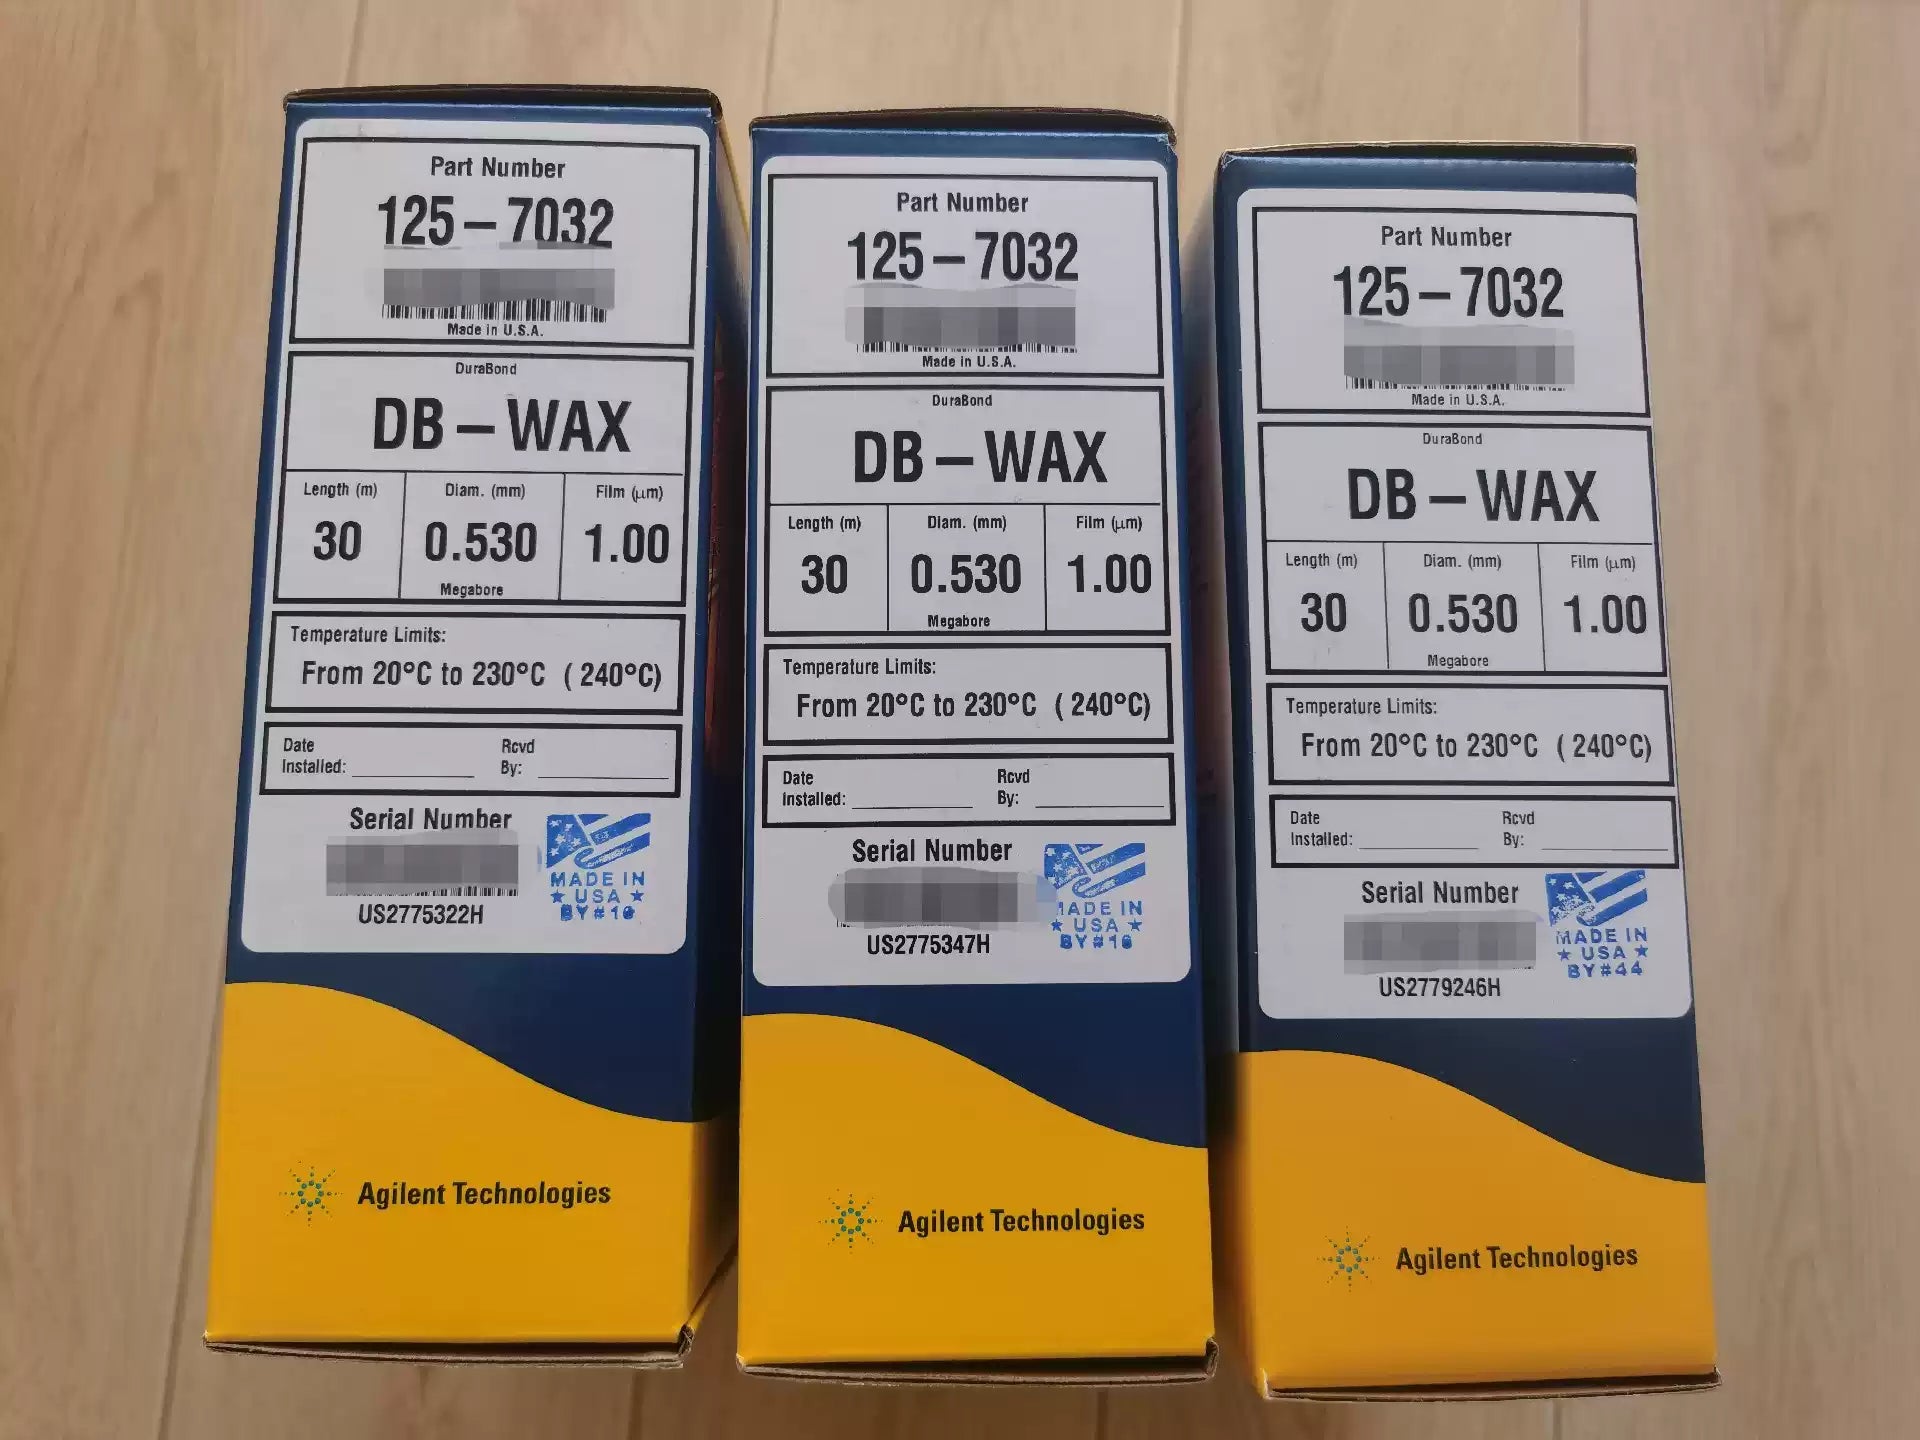 Part Number
125-7032
Made in U.S.A.
DuraBond
DB-WAX
Length (m) Diam. (mm) Film (μm)
30 0.530 1.00
Megabore
Temperature Limits:
From 20°C to 230°C (240°C)
Date Installed: Rcvd By:
Serial Number
US2775322H
MADE IN
★ USA ★
BY#
Agilent Technologies
Part Number
125-7032
Made in U.S.A.
DuraBond
DB-WAX
Length (m) Diam. (mm) Film (μm)
30 0.530 1.00
Megabore
Temperature Limits:
From 20°C to 230°C (240°C)
Date Installed: Rcvd By:
Serial Number
US2775347H
MADE IN
★ USA ★
BY#
Agilent Technologies
Part Number
125-7032
Made in U.S.A.
DuraBond
DB-WAX
Length (m) Diam. (mm) Film (μm)
30 0.530 1.00
Megabore
Temperature Limits:
From 20°C to 230°C (240°C)
Date Installed: Rcvd By:
Serial Number
US2779246H
MADE IN
★ USA ★
BY#44
Agilent Technologies